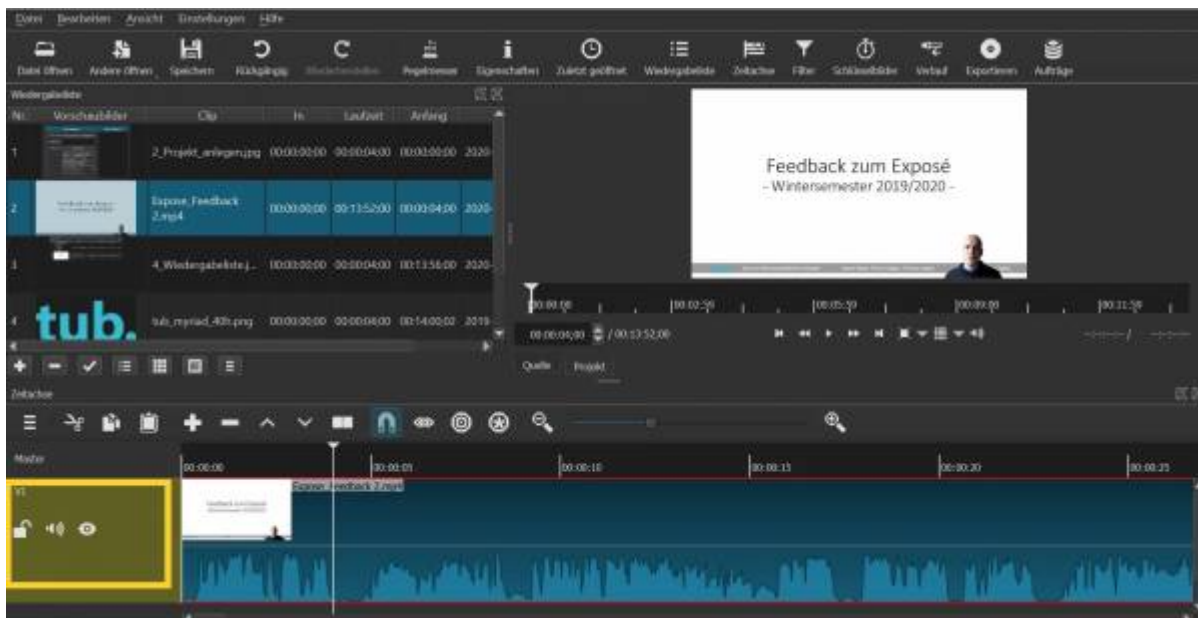 Datei Bearbeiten Ansicht Einstellungen Hilfe
Datei öffnen Andere öffnen Speichern Rückgängig Wiederherstellen Pegelmesser Eigenschaften Zuletzt geöffnet Wiedergabeliste Zeitachse Filter Schlüsselbilder Verlauf Exportieren Aufträge
Wiedergabeliste
Nr. Vorschaubilder Clip In Laufzeit Anfang
1 2_Projekt_anlegen.jpg 00:00:00;00 00:00:04;00 00:00:00;00 2020-
2 Expose_Feedback 2.mp4 00:00:00;00 00:13:52;00 00:00:04;00 2020-
3 4_Wiedergabeliste.j... 00:00:00;00 00:00:04;00 00:13:56;00 2020-
4 tub. tub_myriad_40h.png 00:00:00;00 00:14:00;02 2019-
Feedback zum Exposé
- Wintersemester 2019/2020 -
00:00:00 00:02:59 00:05:59 00:09:00 00:11:59
00:00:04;00 / 00:13:52;00
Quelle Projekt
Zeitachse
Master
00:00:00 00:00:05 00:00:10 00:00:15 00:00:20 00:00:25
V1
Expose_Feedback 2.mp4